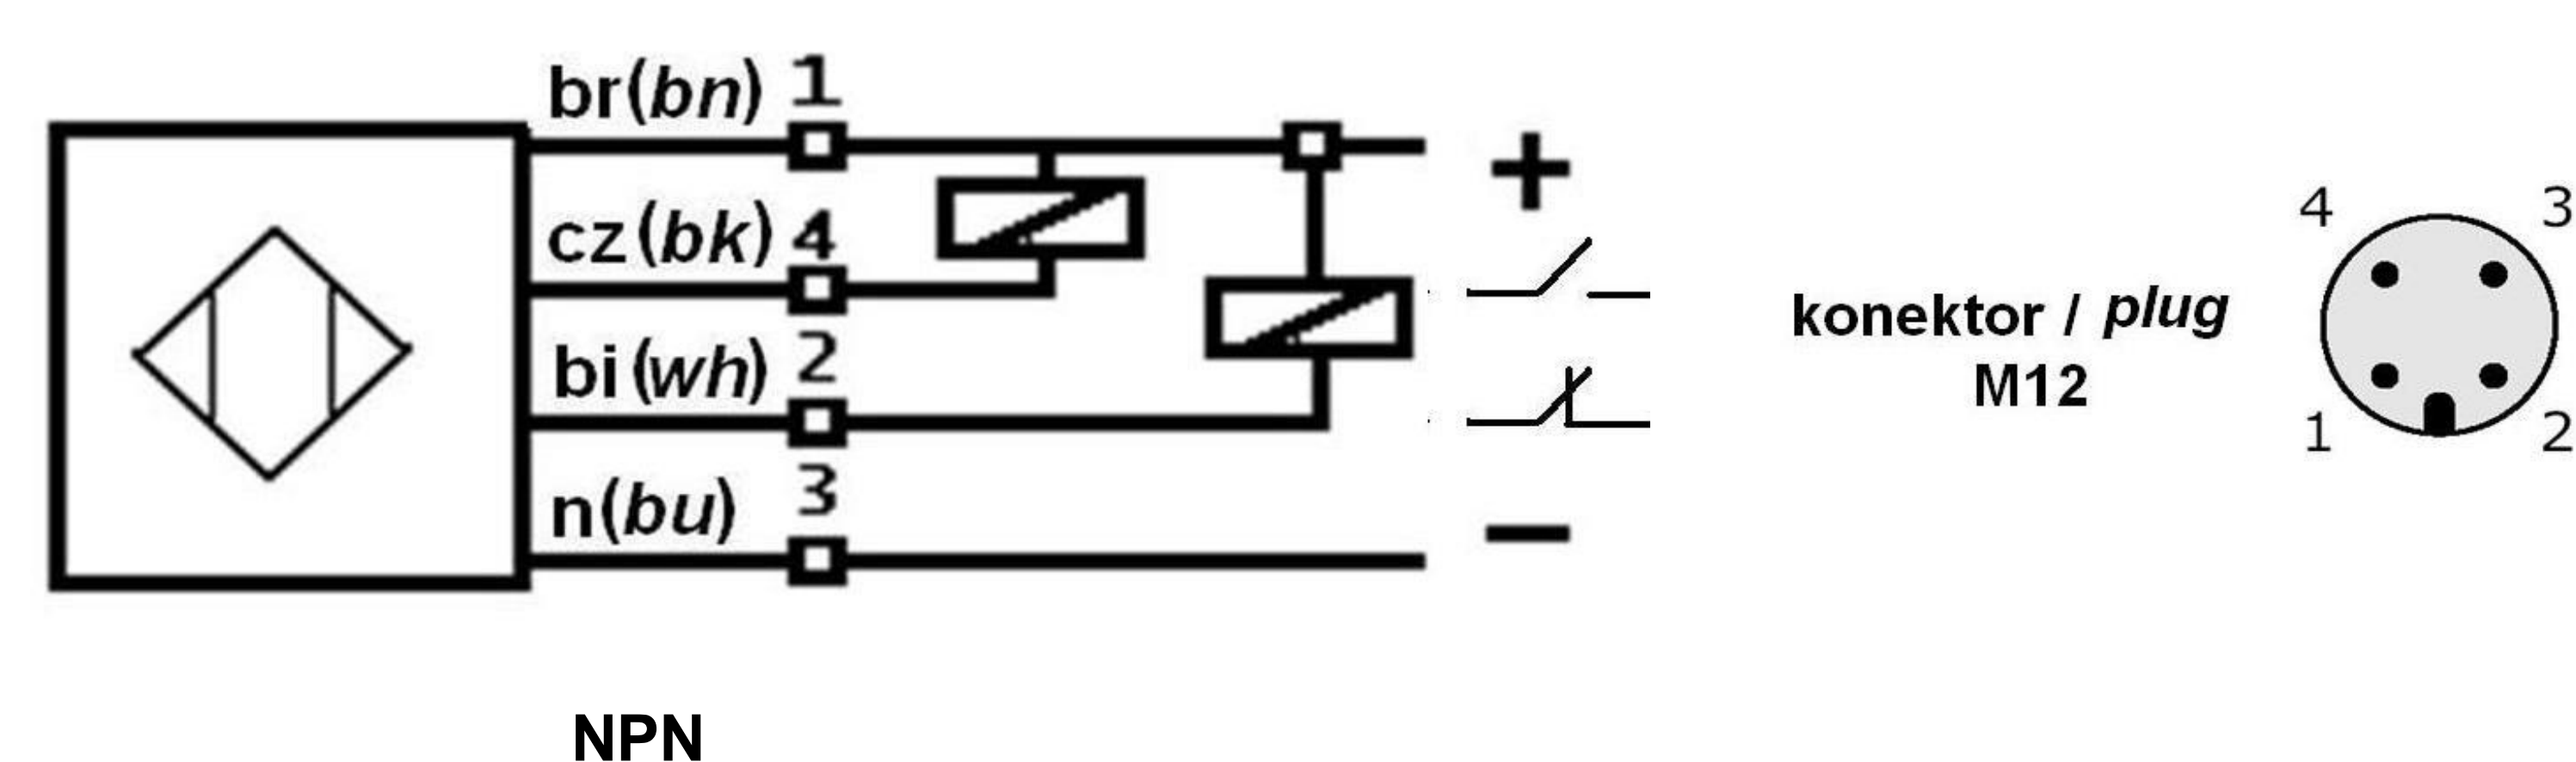 br(bn) 1
+
cz(bk) 4
bi(wh) 2
n(bu) 3
−
NPN
konektor / plug
M12
4 3
1 2